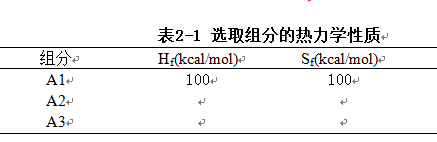 表2-1 选取组分的热力学性质↵
组分 Hf(kcal/mol)↵ Sf(kcal/mol)↵
A1 100 100
A2 ↵ ↵
A3 ↵ ↵